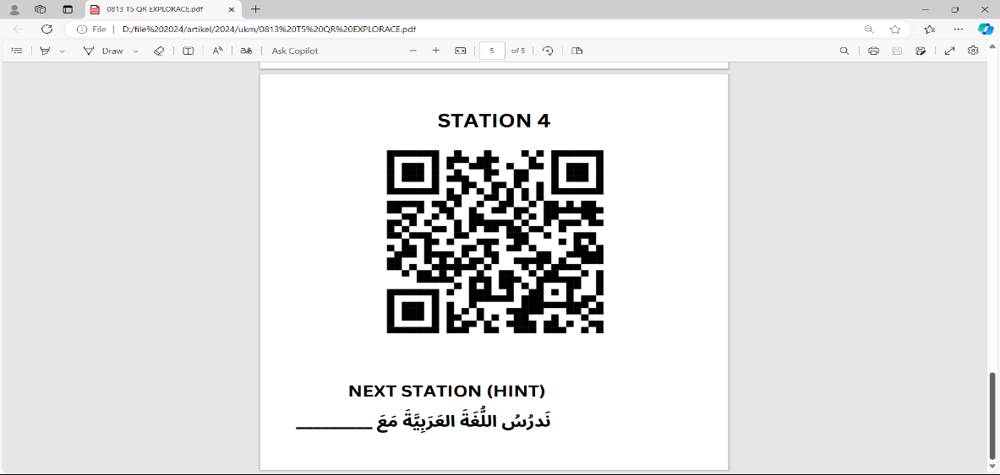 0813 T5 QR EXPLORACE.pdf
File | D:/file%202024/artikel/2024/ukm/0813%20T5%20QR%20EXPLORACE.pdf
Draw Ask Copilot 5 of 5
STATION 4
NEXT STATION (HINT)
نَدرُسُ اللُّغَةَ العَرَبِيَّةَ مَعَ _________